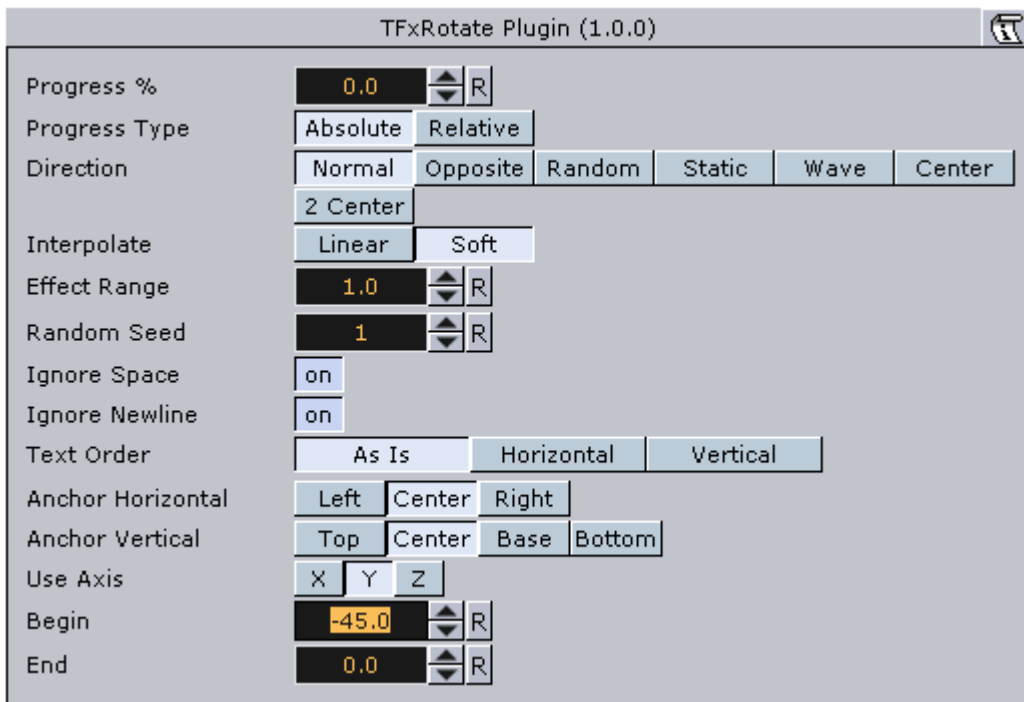 TFxRotate Plugin (1.0.0)
Progress % 0.0 R
Progress Type Absolute Relative
Direction Normal Opposite Random Static Wave Center
2 Center
Interpolate Linear Soft
Effect Range 1.0 R
Random Seed 1 R
Ignore Space on
Ignore Newline on
Text Order As Is Horizontal Vertical
Anchor Horizontal Left Center Right
Anchor Vertical Top Center Base Bottom
Use Axis X Y Z
Begin -45.0 R
End 0.0 R